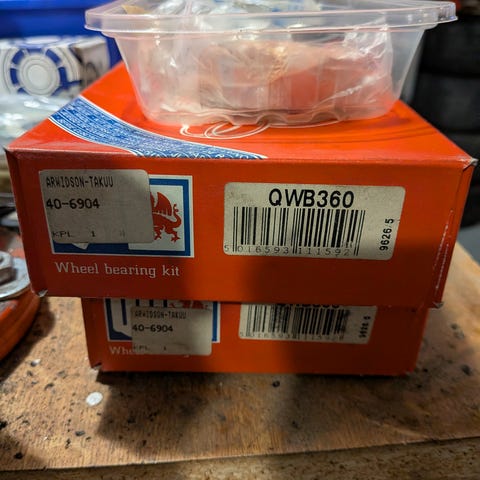 ARWIDSON-TAKUU
40-6904
KPL 1
Wheel bearing kit
QWB360
5 016593 111592
9626.5
ARWIDSON-TAKUU
40-6904
KPL 1